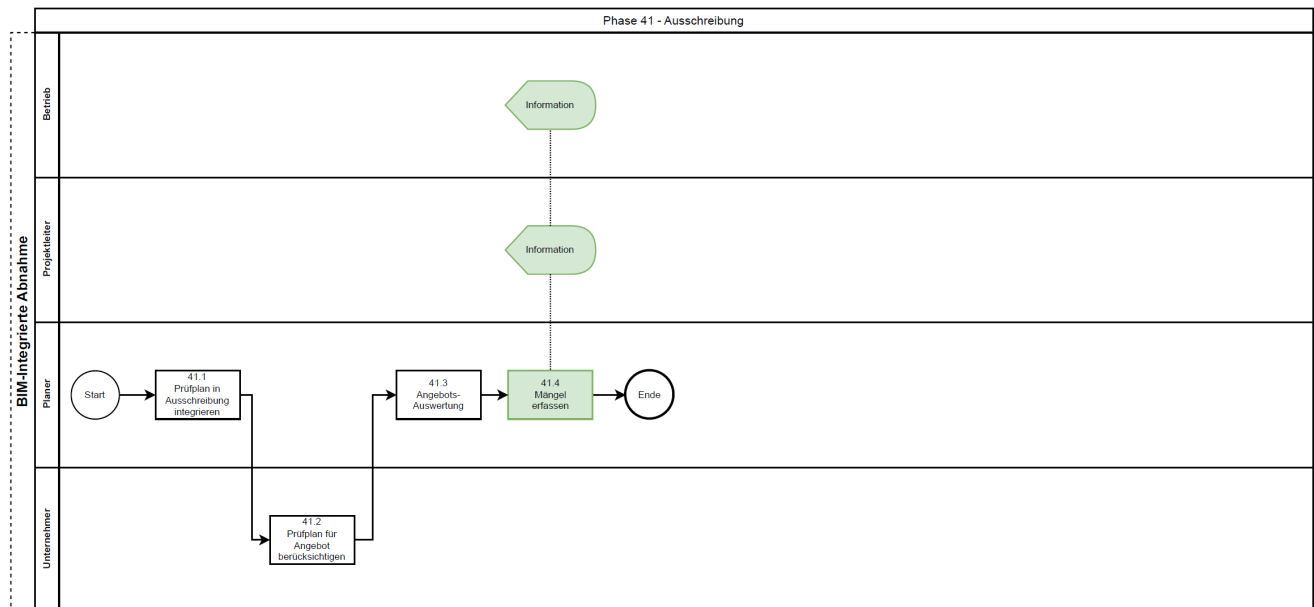 Phase 41 - Ausschreibung
BIM-Integrierte Abnahme
Betrieb
Information
Projektleiter
Information
Planer
Start
41.1
Prüfplan in
Ausschreibung
integrieren
41.3
Angebots-
Auswertung
41.4
Mängel
erfassen
Ende
Unternehmer
41.2
Prüfplan für
Angebot
berücksichtigen